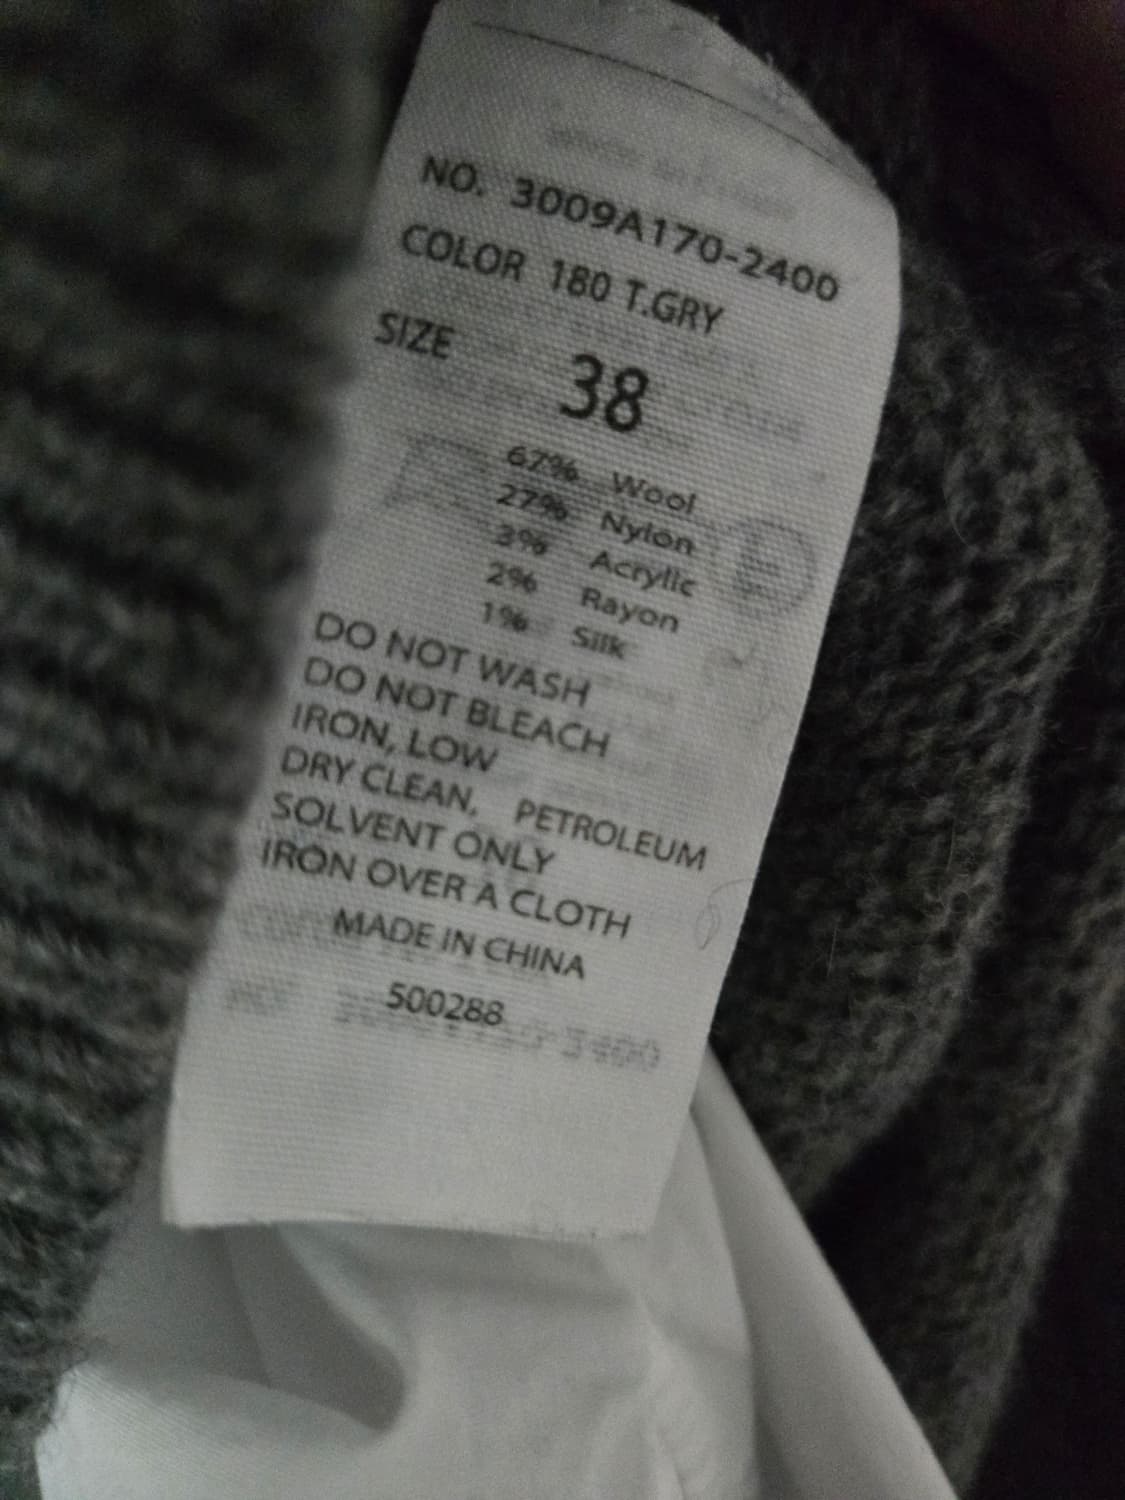 NO. 3009A170-2400
COLOR 180 T.GRY
SIZE 38
67% Wool
27% Nylon
3% Acrylic
2% Rayon
1% Silk
DO NOT WASH
DO NOT BLEACH
IRON, LOW
DRY CLEAN, PETROLEUM
SOLVENT ONLY
IRON OVER A CLOTH
MADE IN CHINA
500288